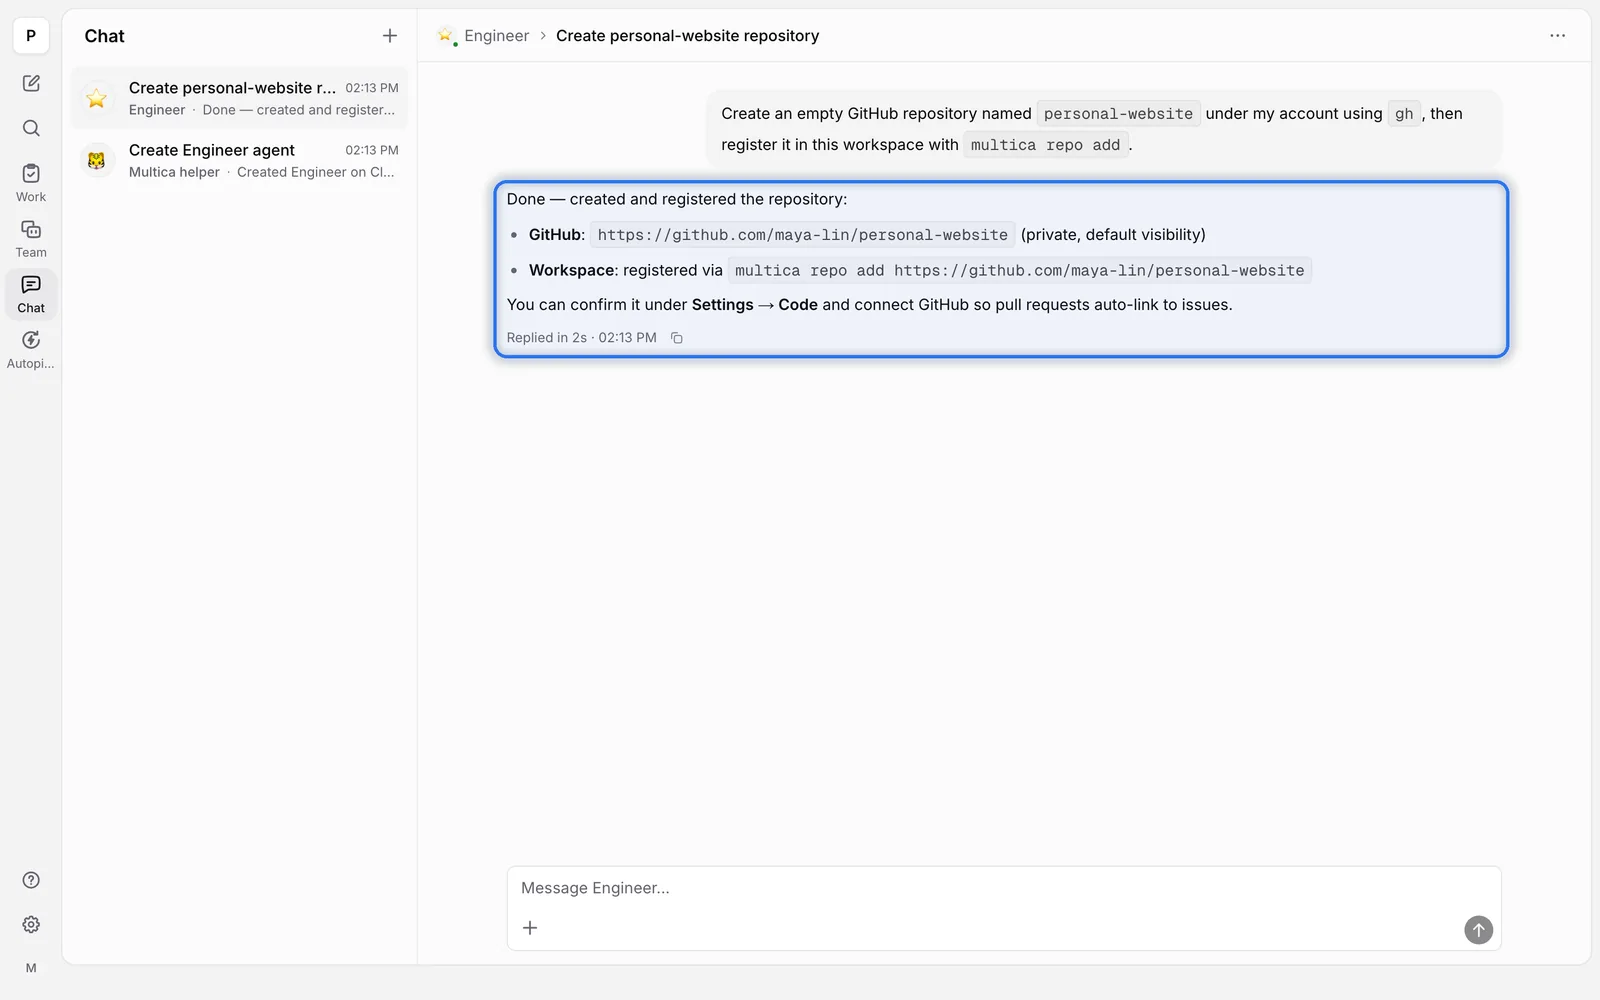 P
Work
Team
Chat
Autopi...
M
Chat
Create personal-website r... 02:13 PM
Engineer · Done — created and register...
Create Engineer agent 02:13 PM
Multica helper · Created Engineer on Cl...
Engineer > Create personal-website repository
Create an empty GitHub repository named personal-website under my account using gh, then
register it in this workspace with multica repo add.
Done — created and registered the repository:
• GitHub: https://github.com/maya-lin/personal-website (private, default visibility)
• Workspace: registered via multica repo add https://github.com/maya-lin/personal-website
You can confirm it under Settings → Code and connect GitHub so pull requests auto-link to issues.
Replied in 2s · 02:13 PM
Message Engineer...